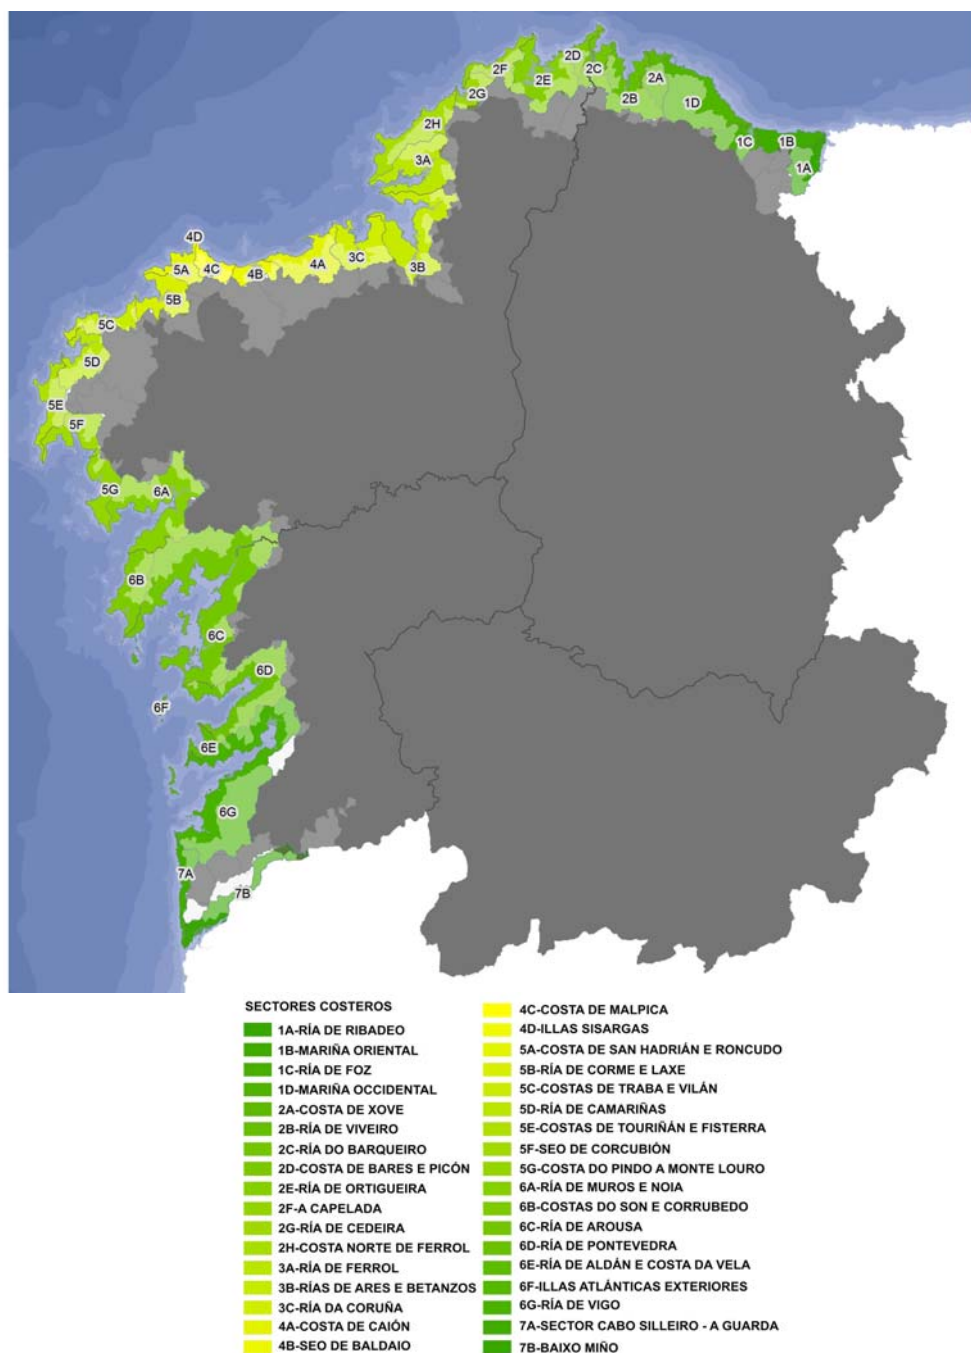 2D
2F
2C
2E
2A
2G
2B
1D
2H
1C
1B
3A
1A
4D
3C
4A
3B
5A
4C
4B
5B
5C
5D
5E
5F
5G
6A
6B
6C
6D
6F
6E
6G
7A
7B
SECTORES COSTEROS
1A-RÍA DE RIBADEO
1B-MARIÑA ORIENTAL
1C-RÍA DE FOZ
1D-MARIÑA OCCIDENTAL
2A-COSTA DE XOVE
2B-RÍA DE VIVEIRO
2C-RÍA DO BARQUEIRO
2D-COSTA DE BARES E PICÓN
2E-RÍA DE ORTIGUEIRA
2F-A CAPELADA
2G-RÍA DE CEDEIRA
2H-COSTA NORTE DE FERROL
3A-RÍA DE FERROL
3B-RÍAS DE ARES E BETANZOS
3C-RÍA DA CORUÑA
4A-COSTA DE CAIÓN
4B-SEO DE BALDAIO
4C-COSTA DE MALPICA
4D-ILLAS SISARGAS
5A-COSTA DE SAN HADRIÁN E RONCUDO
5B-RÍA DE CORME E LAXE
5C-COSTAS DE TRABA E VILÁN
5D-RÍA DE CAMARIÑAS
5E-COSTAS DE TOURIÑÁN E FISTERRA
5F-SEO DE CORCUBIÓN
5G-COSTA DO PINDO A MONTE LOURO
6A-RÍA DE MUROS E NOIA
6B-COSTAS DO SON E CORRUBEDO
6C-RÍA DE AROUSA
6D-RÍA DE PONTEVEDRA
6E-RÍA DE ALDÁN E COSTA DA VELA
6F-ILLAS ATLÁNTICAS EXTERIORES
6G-RÍA DE VIGO
7A-SECTOR CABO SILLEIRO - A GUARDA
7B-BAIXO MIÑO